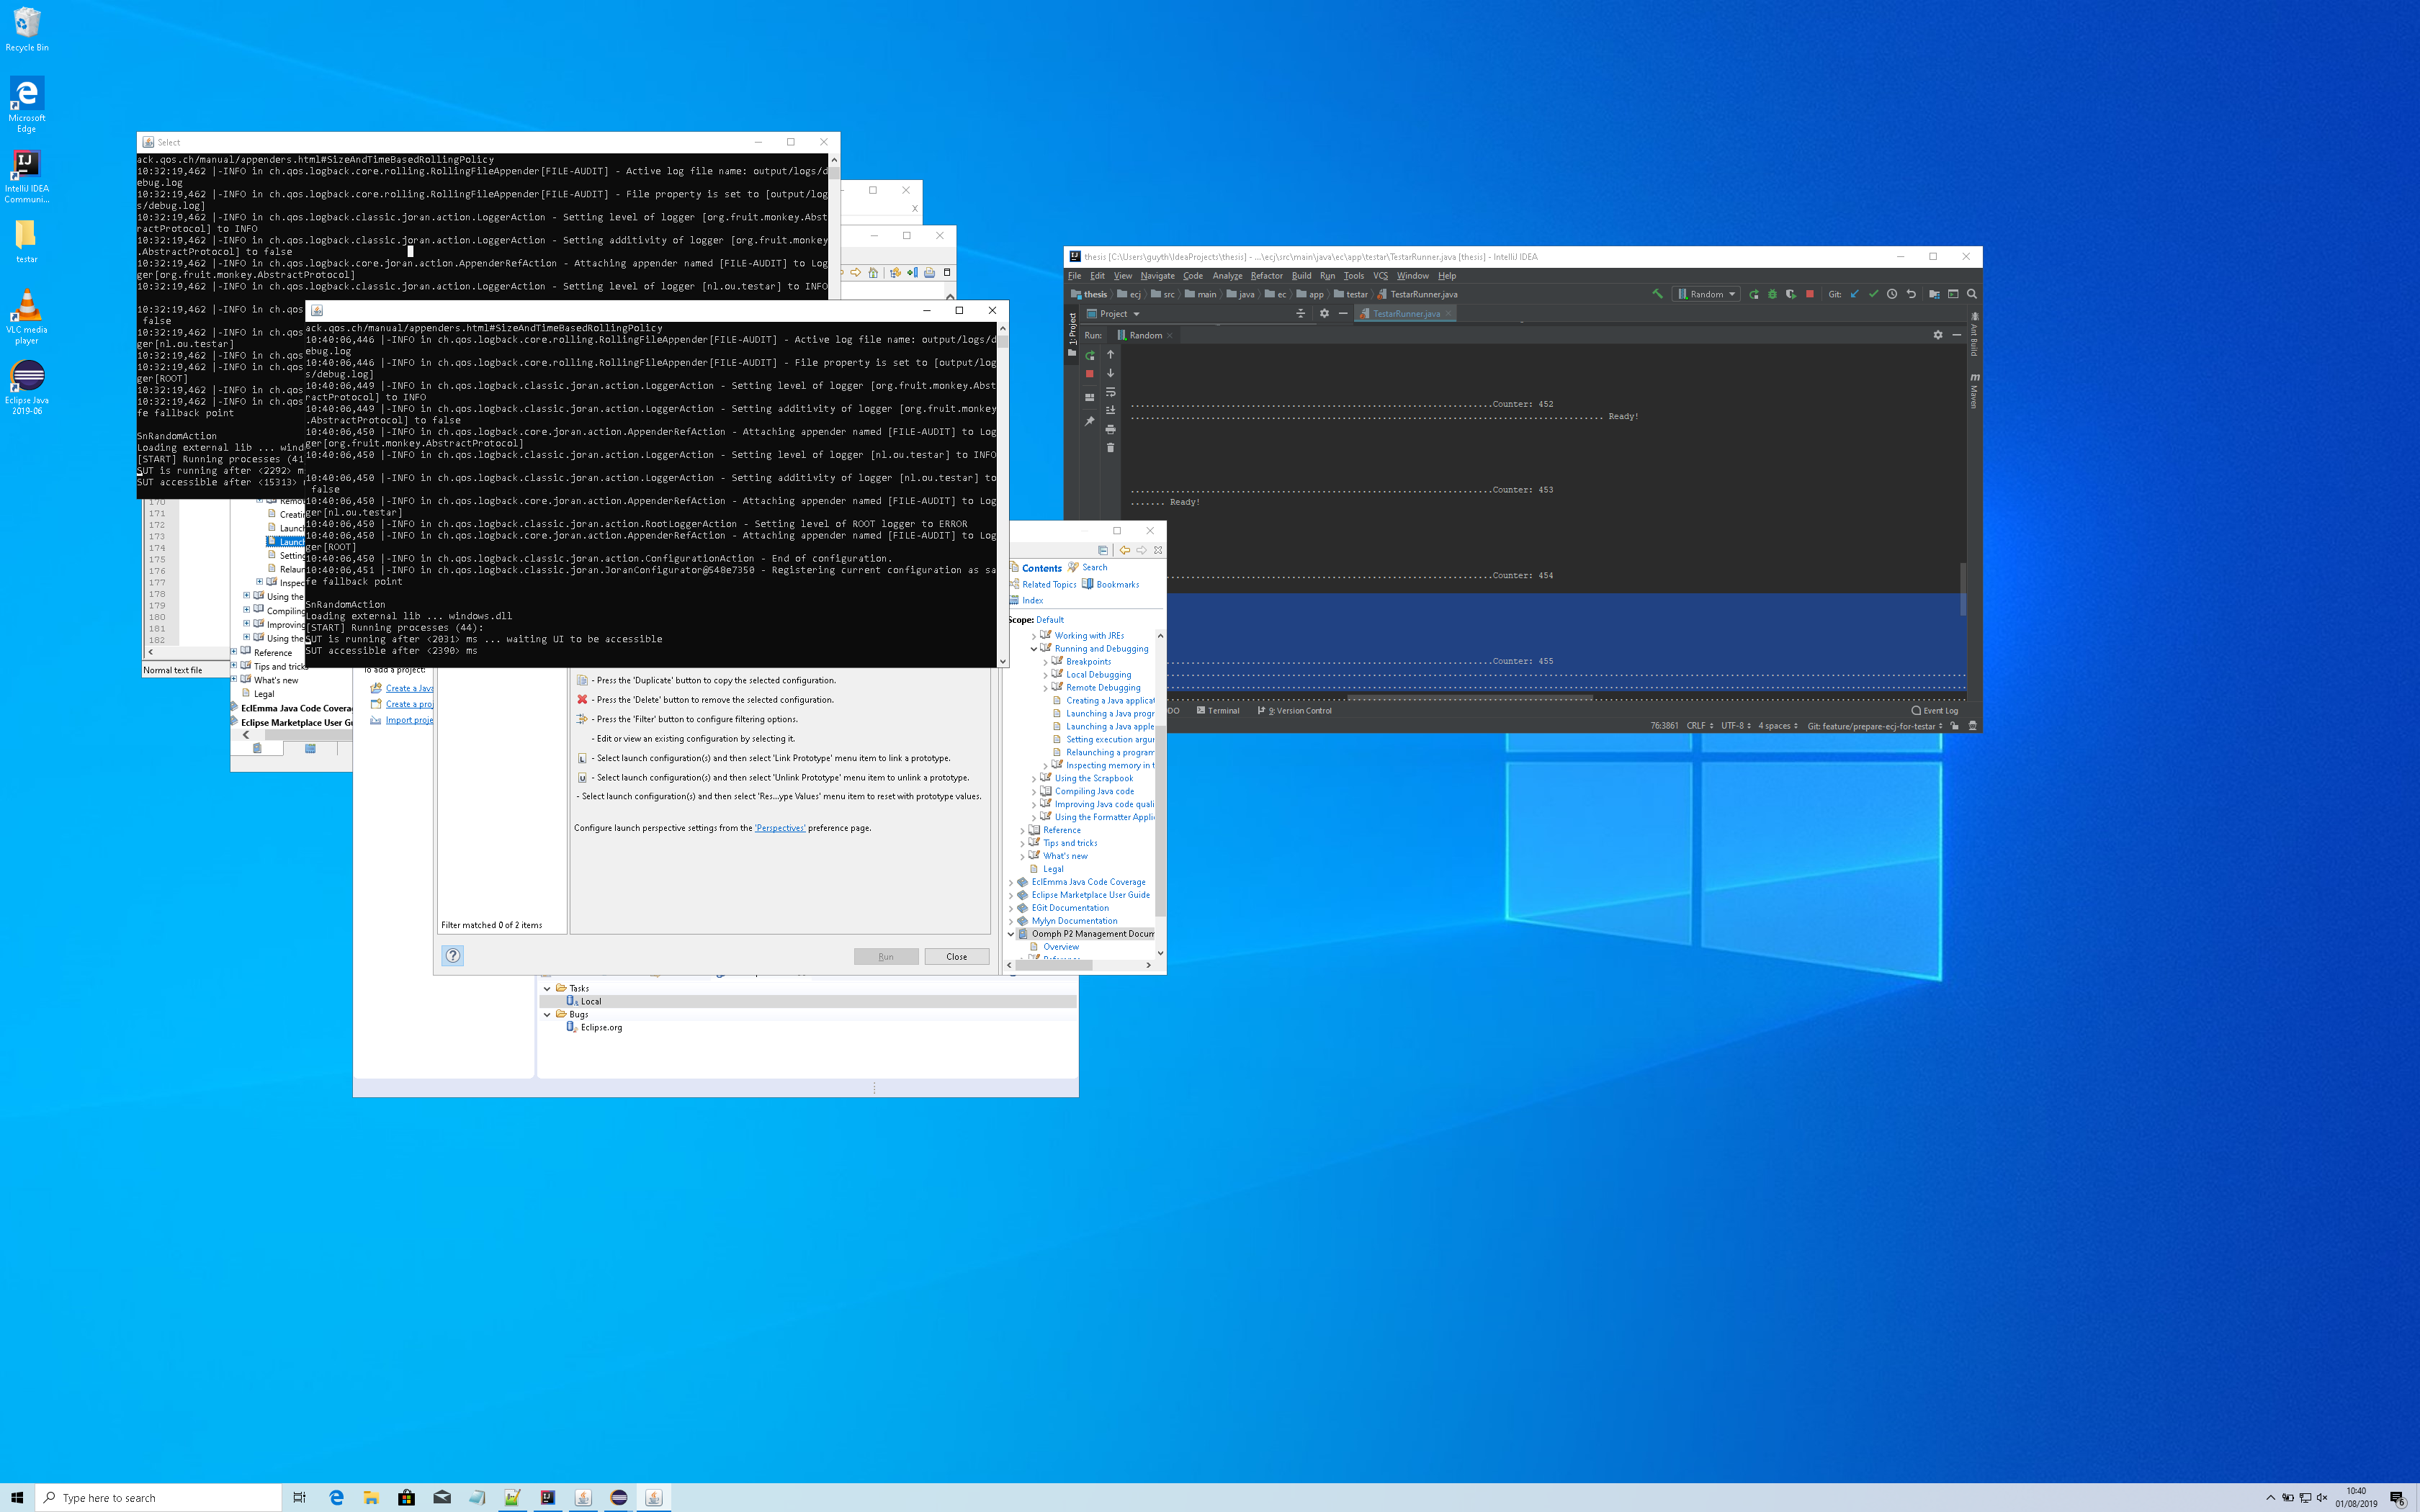 Recycle Bin
Microsoft
Edge
IntelliJ IDEA
Communi...
testar
VLC media
player
Eclipse Java
2019-06
Select
ack.qos.ch/manual/appenders.html#SizeAndTimeBasedRollingPolicy
10:32:19,462 |-INFO in ch.qos.logback.core.rolling.RollingFileAppender[FILE-AUDIT] - Active log file name: output/logs/d
ebug.log
10:32:19,462 |-INFO in ch.qos.logback.core.rolling.RollingFileAppender[FILE-AUDIT] - File property is set to [output/log
s/debug.log]
10:32:19,462 |-INFO in ch.qos.logback.classic.joran.action.LoggerAction - Setting level of logger [org.fruit.monkey.Abst
ractProtocol] to INFO
10:32:19,462 |-INFO in ch.qos.logback.classic.joran.action.LoggerAction - Setting additivity of logger [org.fruit.monkey
.AbstractProtocol] to false
10:32:19,462 |-INFO in ch.qos.logback.core.joran.action.AppenderRefAction - Attaching appender named [FILE-AUDIT] to Log
ger[org.fruit.monkey.AbstractProtocol]
10:32:19,462 |-INFO in ch.qos.logback.classic.joran.action.LoggerAction - Setting level of logger [nl.ou.testar] to INFO
10:32:19,462 |-INFO in ch.qos
false
10:32:19,462 |-INFO in ch.qos
ger[nl.ou.testar]
10:32:19,462 |-INFO in ch.qos
10:32:19,462 |-INFO in ch.qos
ger[ROOT]
10:32:19,462 |-INFO in ch.qos
10:32:19,462 |-INFO in ch.qos
fe fallback point
SnRandomAction
Loading external lib ... wind
[START] Running processes (41
SUT is running after <2292> m
SUT accessible after <15313>
ack.qos.ch/manual/appenders.html#SizeAndTimeBasedRollingPolicy
10:40:06,446 |-INFO in ch.qos.logback.core.rolling.RollingFileAppender[FILE-AUDIT] - Active log file name: output/logs/d
ebug.log
10:40:06,446 |-INFO in ch.qos.logback.core.rolling.RollingFileAppender[FILE-AUDIT] - File property is set to [output/log
s/debug.log]
10:40:06,449 |-INFO in ch.qos.logback.classic.joran.action.LoggerAction - Setting level of logger [org.fruit.monkey.Abst
ractProtocol] to INFO
10:40:06,449 |-INFO in ch.qos.logback.classic.joran.action.LoggerAction - Setting additivity of logger [org.fruit.monkey
.AbstractProtocol] to false
10:40:06,450 |-INFO in ch.qos.logback.core.joran.action.AppenderRefAction - Attaching appender named [FILE-AUDIT] to Log
ger[org.fruit.monkey.AbstractProtocol]
10:40:06,450 |-INFO in ch.qos.logback.classic.joran.action.LoggerAction - Setting level of logger [nl.ou.testar] to INFO
10:40:06,450 |-INFO in ch.qos.logback.classic.joran.action.LoggerAction - Setting additivity of logger [nl.ou.testar] to
false
10:40:06,450 |-INFO in ch.qos.logback.core.joran.action.AppenderRefAction - Attaching appender named [FILE-AUDIT] to Log
ger[nl.ou.testar]
10:40:06,450 |-INFO in ch.qos.logback.classic.joran.action.RootLoggerAction - Setting level of ROOT logger to ERROR
10:40:06,450 |-INFO in ch.qos.logback.core.joran.action.AppenderRefAction - Attaching appender named [FILE-AUDIT] to Log
ger[ROOT]
10:40:06,450 |-INFO in ch.qos.logback.classic.joran.action.ConfigurationAction - End of configuration.
10:40:06,451 |-INFO in ch.qos.logback.classic.joran.JoranConfigurator@548e7350 - Registering current configuration as sa
fe fallback point
SnRandomAction
Loading external lib ... windows.dll
[START] Running processes (44):
SUT is running after <2031> ms ... waiting UI to be accessible
SUT accessible after <2390> ms
170
171
172
173
174
175
176
177
178
179
180
181
182
Normal text file
Remo
Creatin
Launch
Launch
Setting
Relaun
Inspec
Using the
Compiling
Improving
Using the
Reference
Tips and tricks
What's new
Legal
EclEmma Java Code Covera
Eclipse Marketplace User Gu
To add a project:
Create a Java
Create a proj
Import proje
- Press the 'Duplicate' button to copy the selected configuration.
- Press the 'Delete' button to remove the selected configuration.
- Press the 'Filter' button to configure filtering options.
- Edit or view an existing configuration by selecting it.
- Select launch configuration(s) and then select 'Link Prototype' menu item to link a prototype.
- Select launch configuration(s) and then select 'Unlink Prototype' menu item to unlink a prototype.
- Select launch configuration(s) and then select 'Res...ype Values' menu item to reset with prototype values.
Configure launch perspective settings from the 'Perspectives' preference page.
Filter matched 0 of 2 items
Run
Close
Tasks
Local
Bugs
Eclipse.org
Contents
Search
Related Topics
Bookmarks
Index
Scope: Default
Working with JREs
Running and Debugging
Breakpoints
Local Debugging
Remote Debugging
Creating a Java applicat
Launching a Java progr
Launching a Java apple
Setting execution argur
Relaunching a program
Inspecting memory in t
Using the Scrapbook
Compiling Java code
Improving Java code quali
Using the Formatter Appli
Reference
Tips and tricks
What's new
Legal
EclEmma Java Code Coverage
Eclipse Marketplace User Guide
EGit Documentation
Mylyn Documentation
Oomph P2 Management Docum
Overview
thesis [C:\Users\guyth\IdeaProjects\thesis] - ...\ecj\src\main\java\ec\app\testar\TestarRunner.java [thesis] - IntelliJ IDEA
File Edit View Navigate Code Analyze Refactor Build Run Tools VCS Window Help
thesis ecj src main java ec app testar TestarRunner.java
Random
Git:
1: Project
Project
TestarRunner.java
Run: Random
Ant Build
Maven
Counter: 452
Ready!
Counter: 453
....... Ready!
Counter: 454
Counter: 455
DO
Terminal
9: Version Control
Event Log
76:3861 CRLF UTF-8 4 spaces Git: feature/prepare-ecj-for-testar
Type here to search
10:40
01/08/2019
6